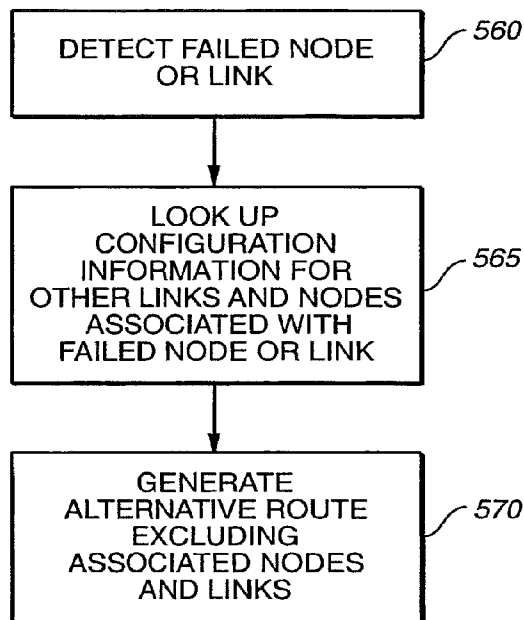 DETECT FAILED NODE
OR LINK
560
LOOK UP
CONFIGURATION
INFORMATION FOR
OTHER LINKS AND NODES
ASSOCIATED WITH
FAILED NODE OR LINK
565
GENERATE
ALTERNATIVE ROUTE
EXCLUDING
ASSOCIATED NODES
AND LINKS
570